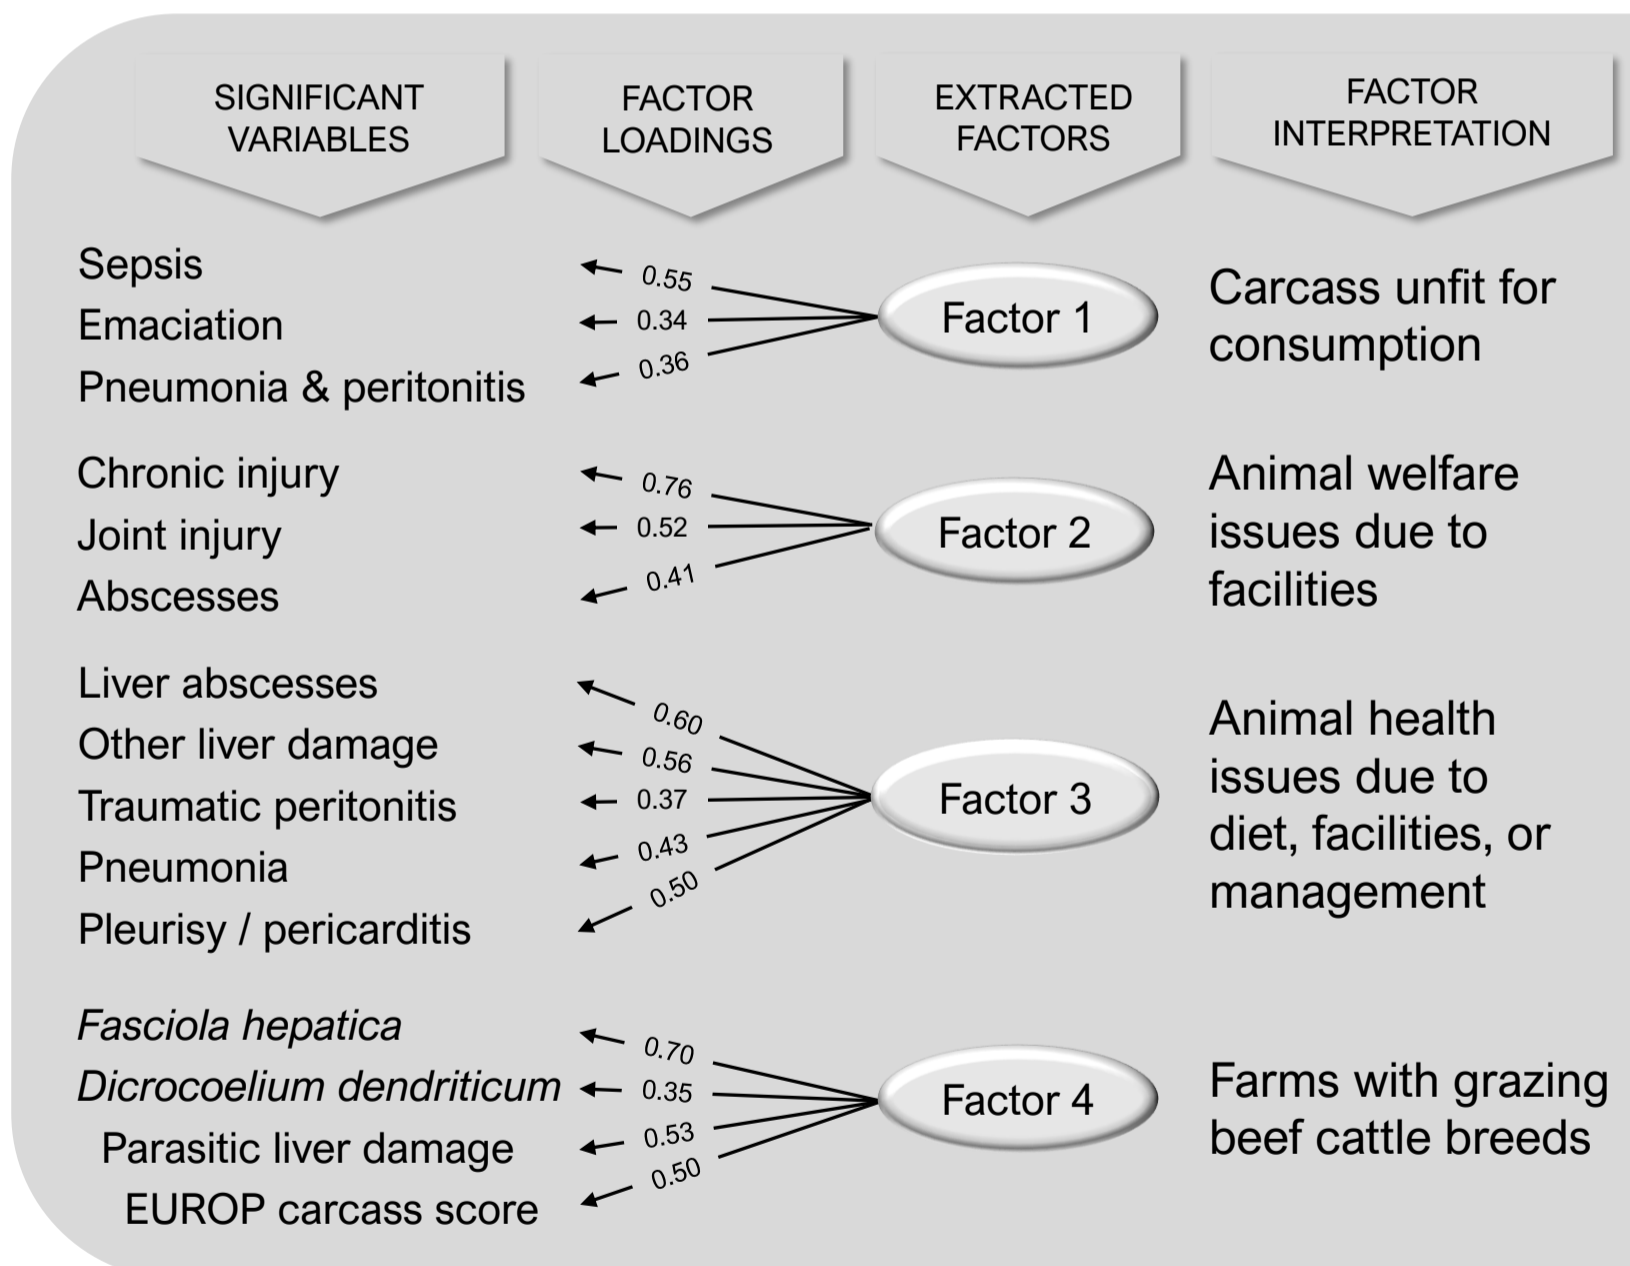 SIGNIFICANT
VARIABLES
FACTOR
LOADINGS
EXTRACTED
FACTORS
FACTOR
INTERPRETATION
Sepsis
Emaciation
Pneumonia & peritonitis
0.55
0.34
0.36
Factor 1
Carcass unfit for
consumption
Chronic injury
Joint injury
Abscesses
0.76
0.52
0.41
Factor 2
Animal welfare
issues due to
facilities
Liver abscesses
Other liver damage
Traumatic peritonitis
Pneumonia
Pleurisy / pericarditis
0.60
0.56
0.37
0.43
0.50
Factor 3
Animal health
issues due to
diet, facilities, or
management
Fasciola hepatica
Dicrocoelium dendriticum
Parasitic liver damage
EUROP carcass score
0.70
0.35
0.53
0.50
Factor 4
Farms with grazing
beef cattle breeds